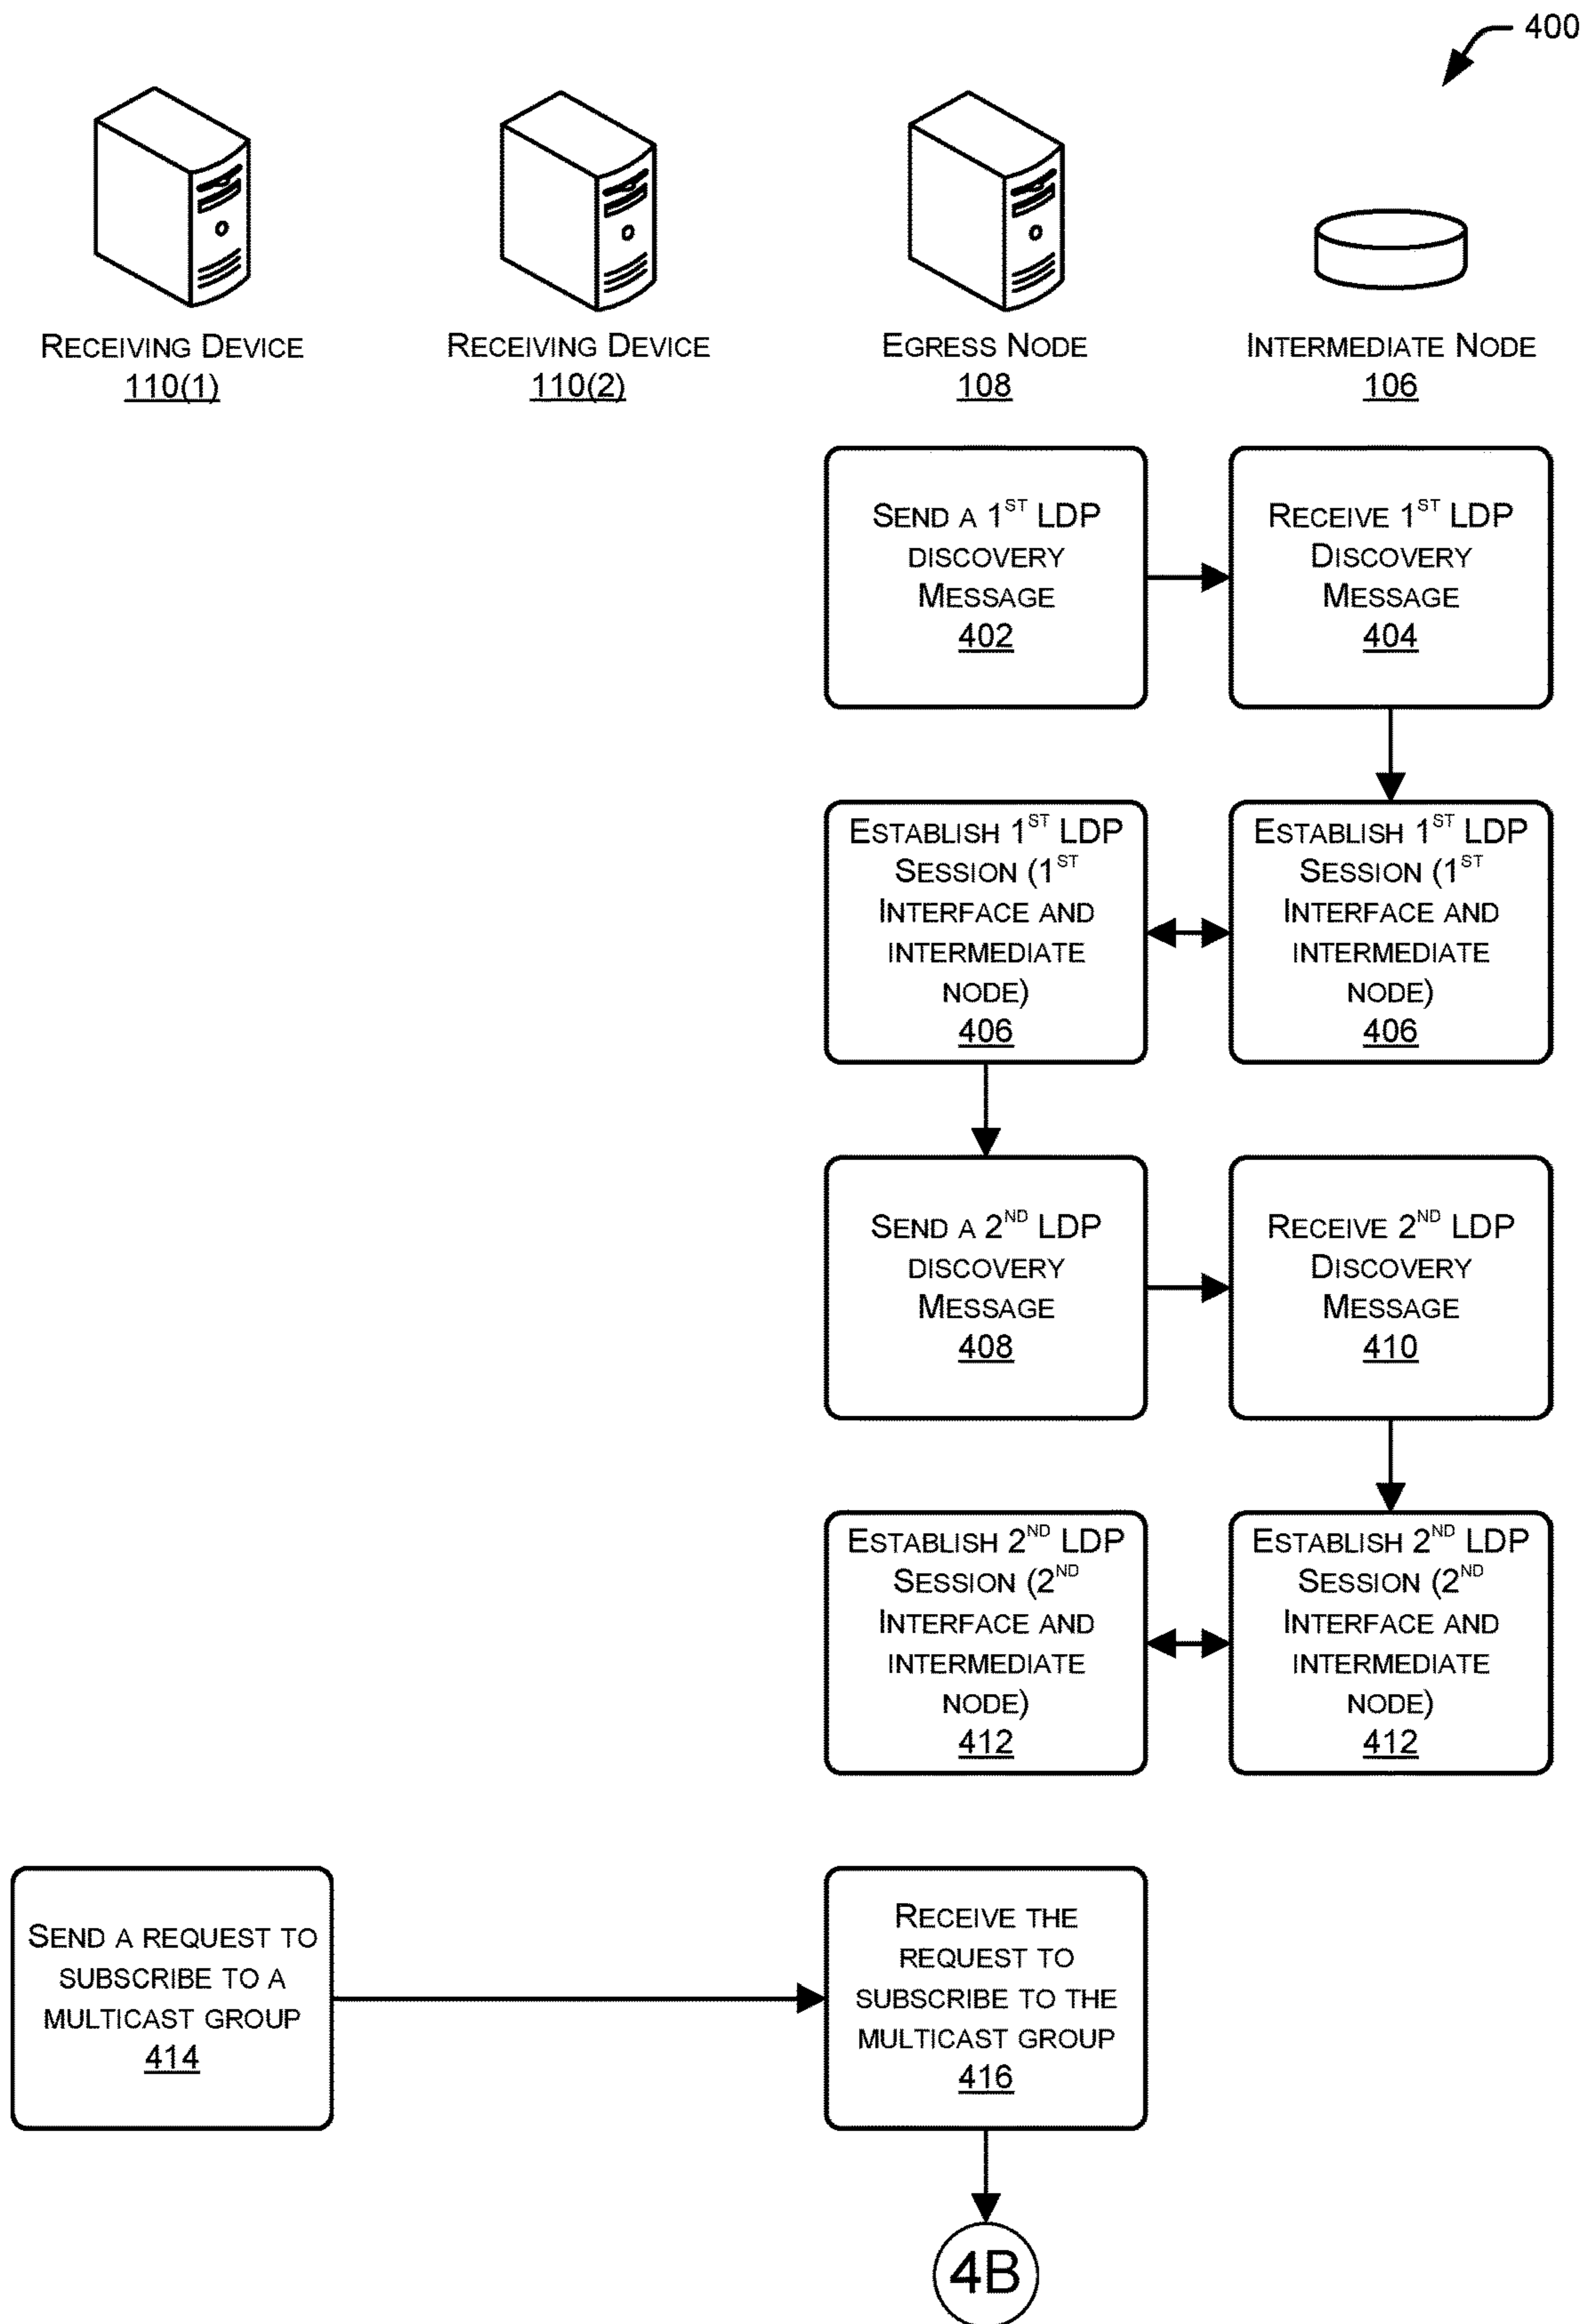 400
RECEIVING DEVICE
110(1)
RECEIVING DEVICE
110(2)
EGRESS NODE
108
INTERMEDIATE NODE
106
SEND A 1ST LDP
DISCOVERY
MESSAGE
402
RECEIVE 1ST LDP
DISCOVERY
MESSAGE
404
ESTABLISH 1ST LDP
SESSION (1ST
INTERFACE AND
INTERMEDIATE
NODE)
406
ESTABLISH 1ST LDP
SESSION (1ST
INTERFACE AND
INTERMEDIATE
NODE)
406
SEND A 2ND LDP
DISCOVERY
MESSAGE
408
RECEIVE 2ND LDP
DISCOVERY
MESSAGE
410
ESTABLISH 2ND LDP
SESSION (2ND
INTERFACE AND
INTERMEDIATE
NODE)
412
ESTABLISH 2ND LDP
SESSION (2ND
INTERFACE AND
INTERMEDIATE
NODE)
412
SEND A REQUEST TO
SUBSCRIBE TO A
MULTICAST GROUP
414
RECEIVE THE
REQUEST TO
SUBSCRIBE TO THE
MULTICAST GROUP
416
4B